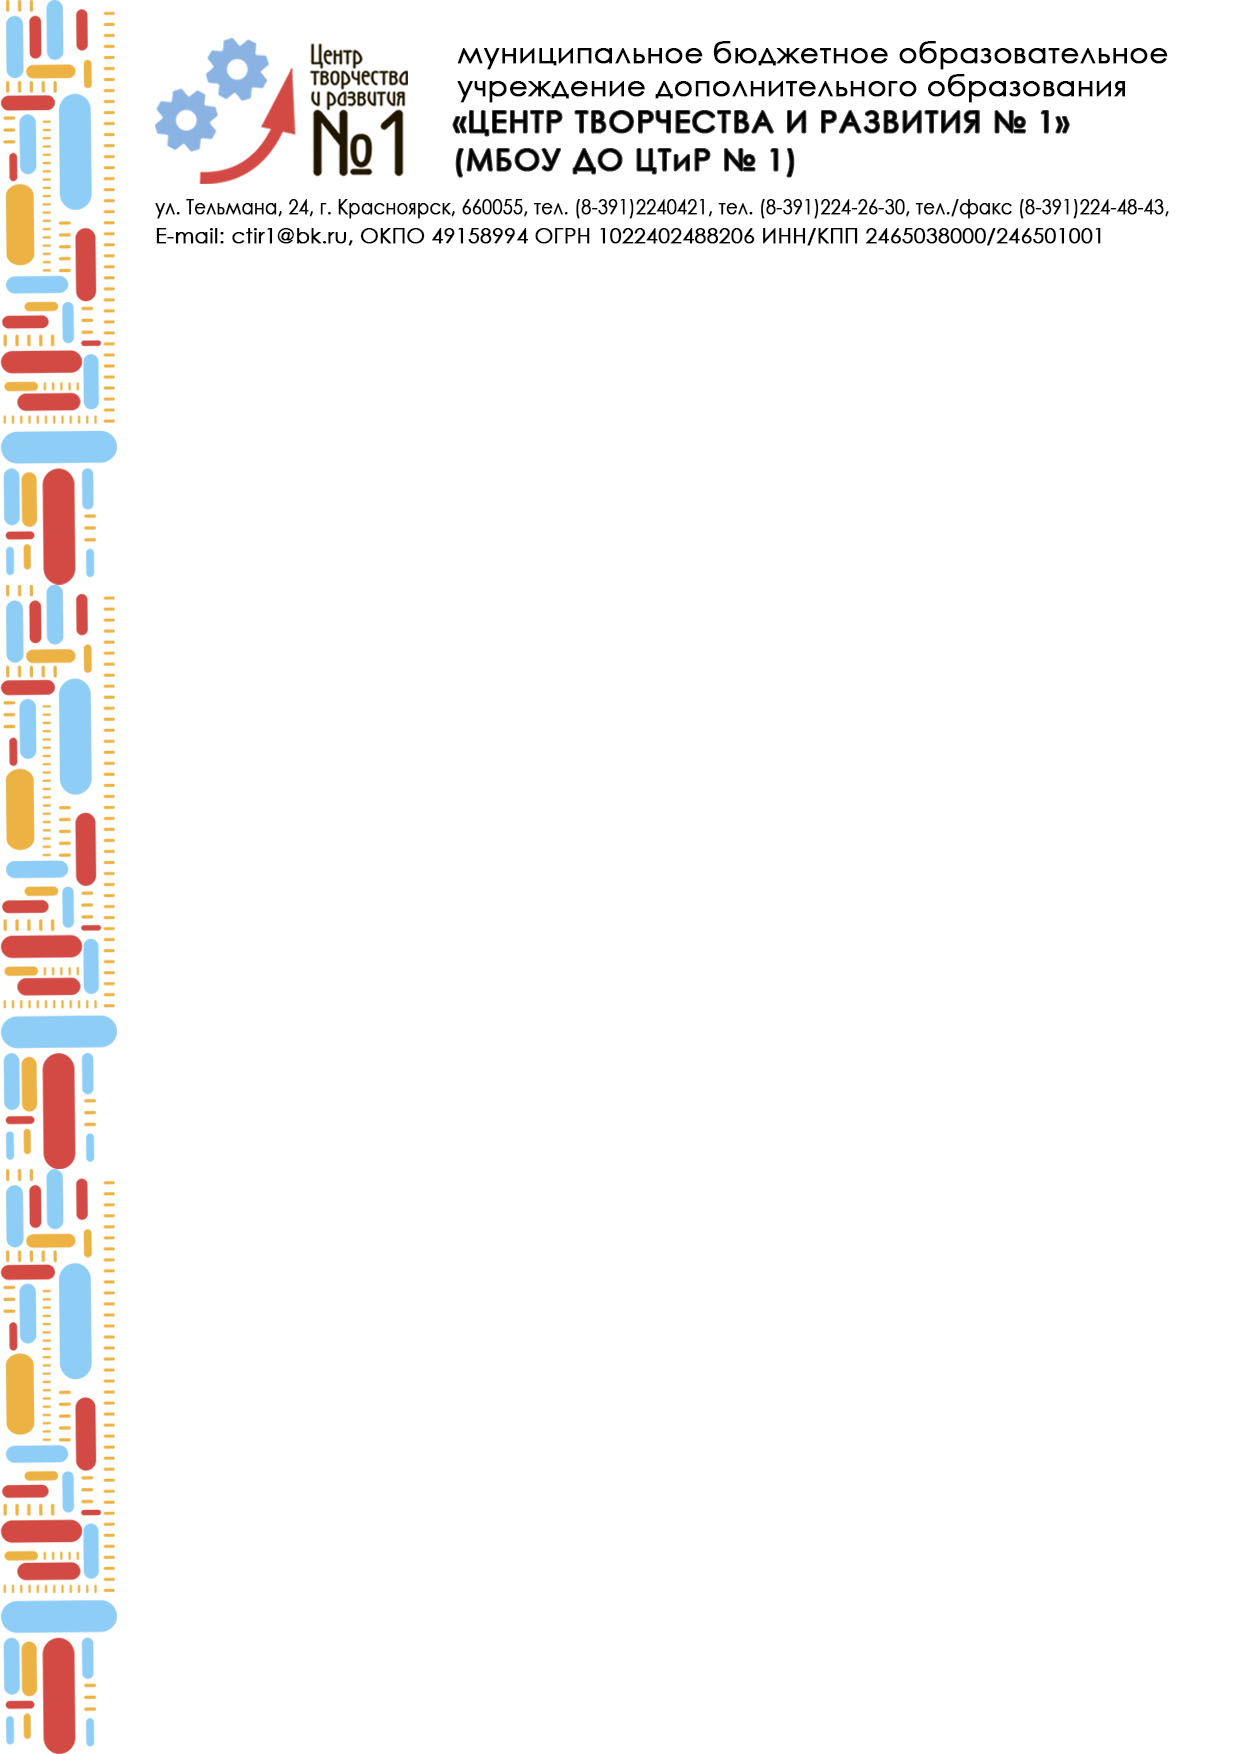 Центр
творчества
и развития
№1
муниципальное бюджетное образовательное
учреждение дополнительного образования
«ЦЕНТР ТВОРЧЕСТВА И РАЗВИТИЯ № 1»
(МБОУ ДО ЦТиР № 1)
ул. Тельмана, 24, г. Красноярск, 660055, тел. (8-391)2240421, тел. (8-391)224-26-30, тел./факс (8-391)224-48-43,
E-mail: ctir1@bk.ru, ОКПО 49158994 ОГРН 1022402488206 ИНН/КПП 2465038000/246501001